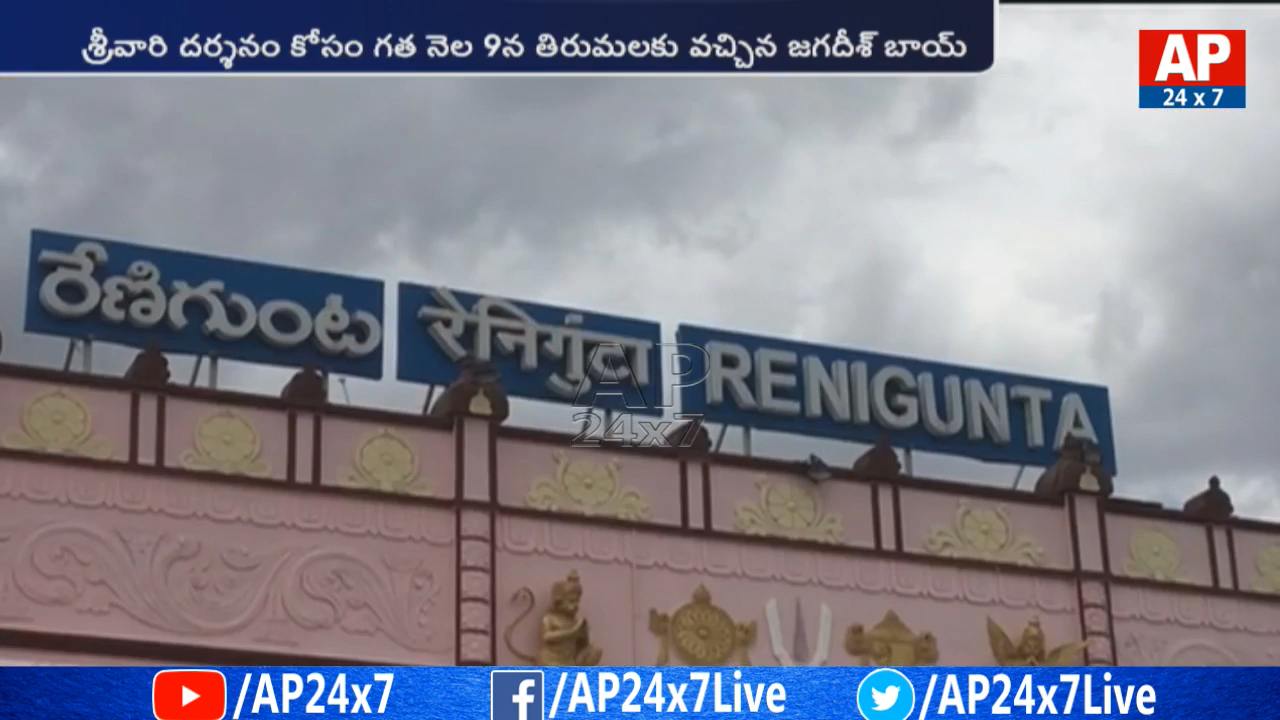 శ్రీవారి దర్శనం కోసం గత నెల 9న తిరుమలకు వచ్చిన జగదీశ్ బాయ్
AP
24 x 7
రేణిగుంట
रेनिगुंटा
RENIGUNTA
AP
24x7
/AP24x7
/AP24x7Live
/AP24x7Live